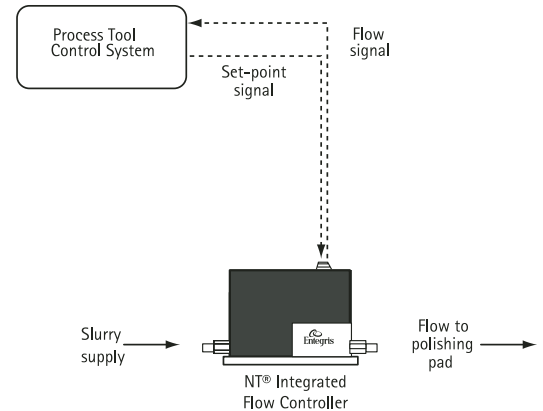 Process Tool
Control System
Flow
signal
Set-point
signal
Entegris
Slurry
supply
Flow to
polishing
pad
NT® Integrated
Flow Controller